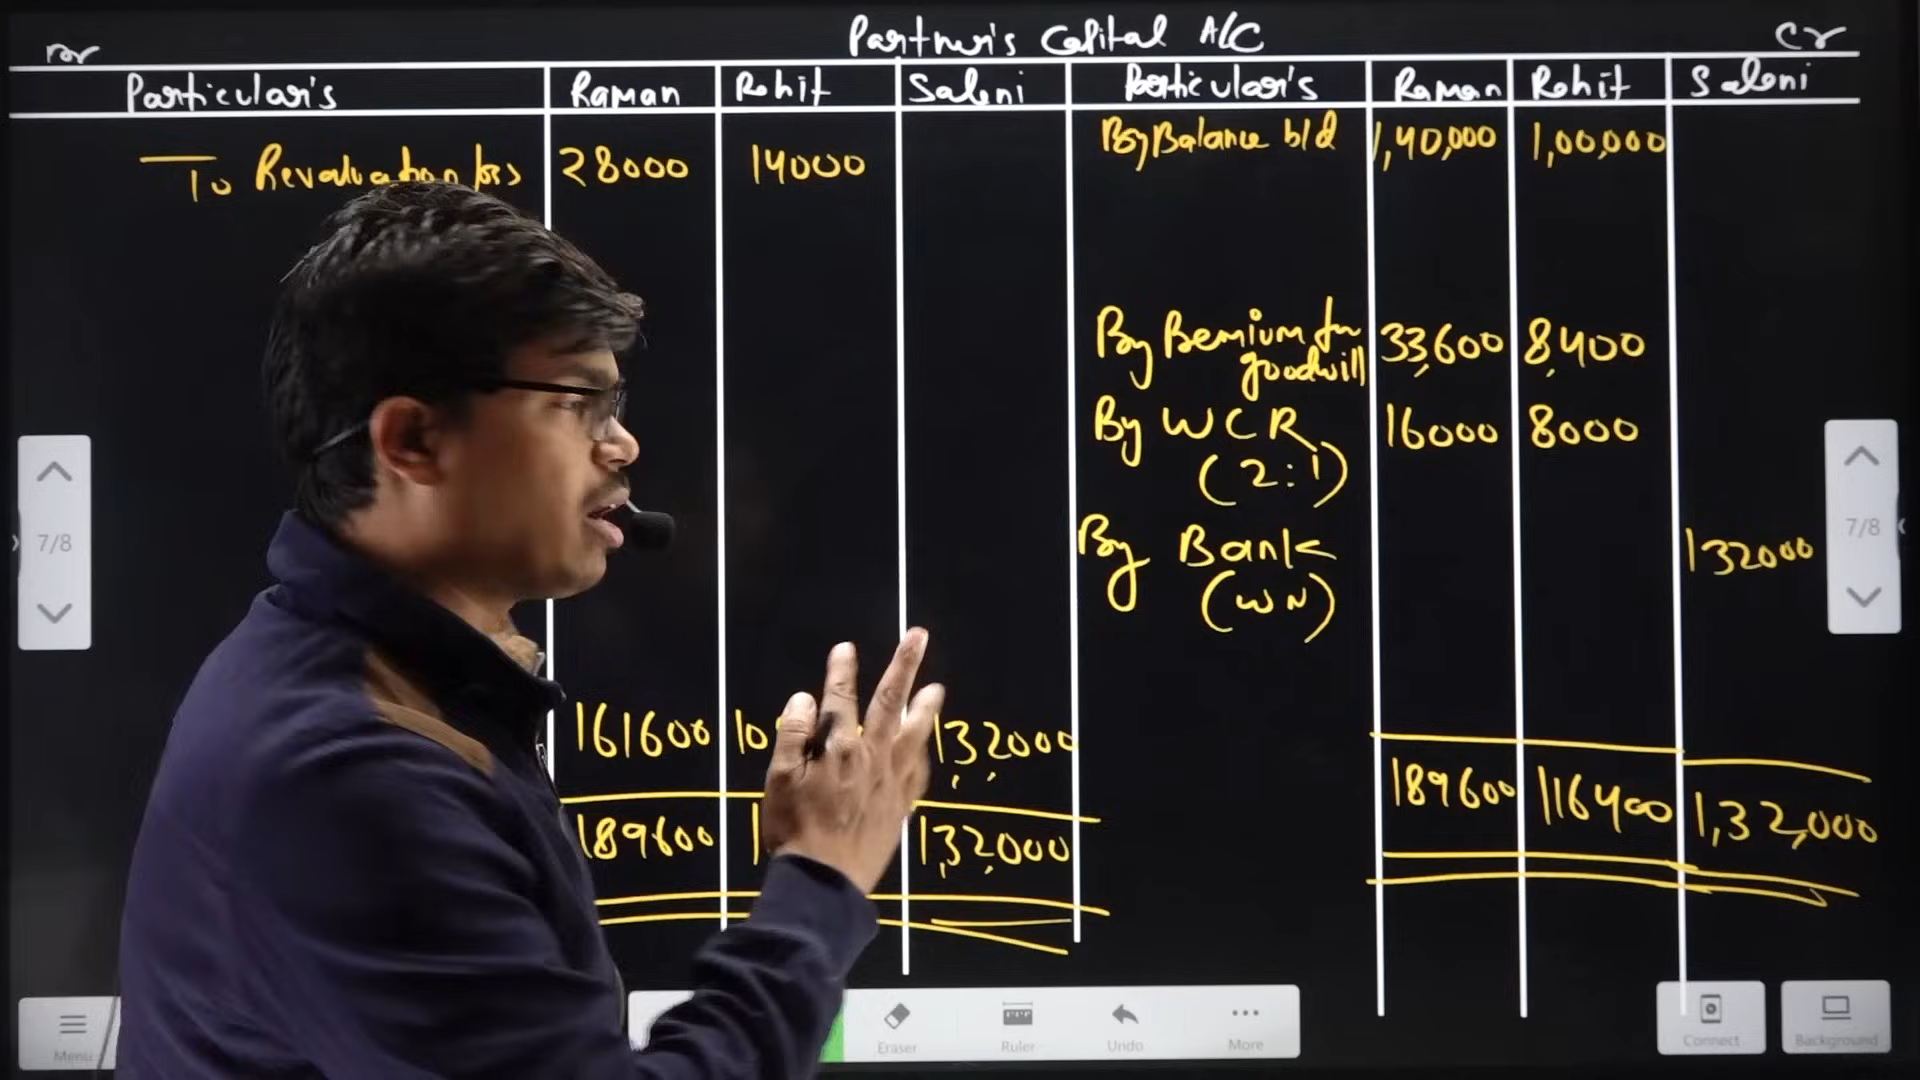 Partner's Capital A/C
Dr Cr
Particular's Raman Rohit Saloni Particular's Raman Rohit Saloni
To Revaluation loss 28000 14000
By Balance b/d 1,40,000 1,00,000
By Premium for goodwill 33,600 8,400
By WCR 16000 8000
(2:1)
By Bank 132000
(WN)
161600 132000
189600 116400 1,32,000
189600 1,32,000
7/8
7/8
Menu
Eraser
Ruler
Undo
More
Connect
Background